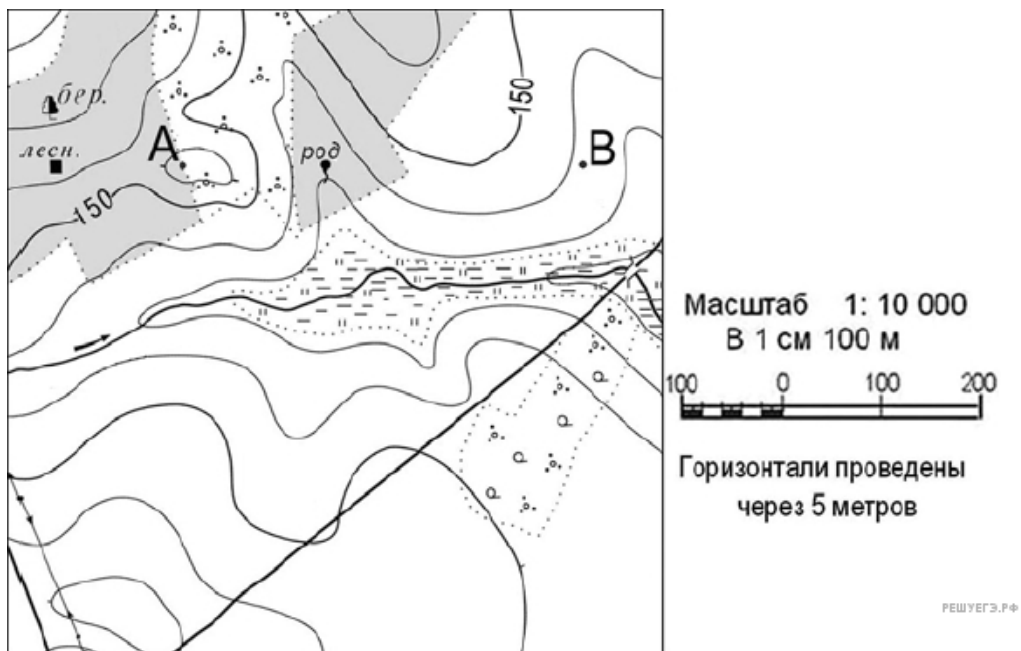 бер.
лесн.
А
род
В
150
150
Масштаб 1: 10 000
В 1 см 100 м
100 0 100 200
Горизонтали проведены
через 5 метров
РЕШУЕГЭ.РФ